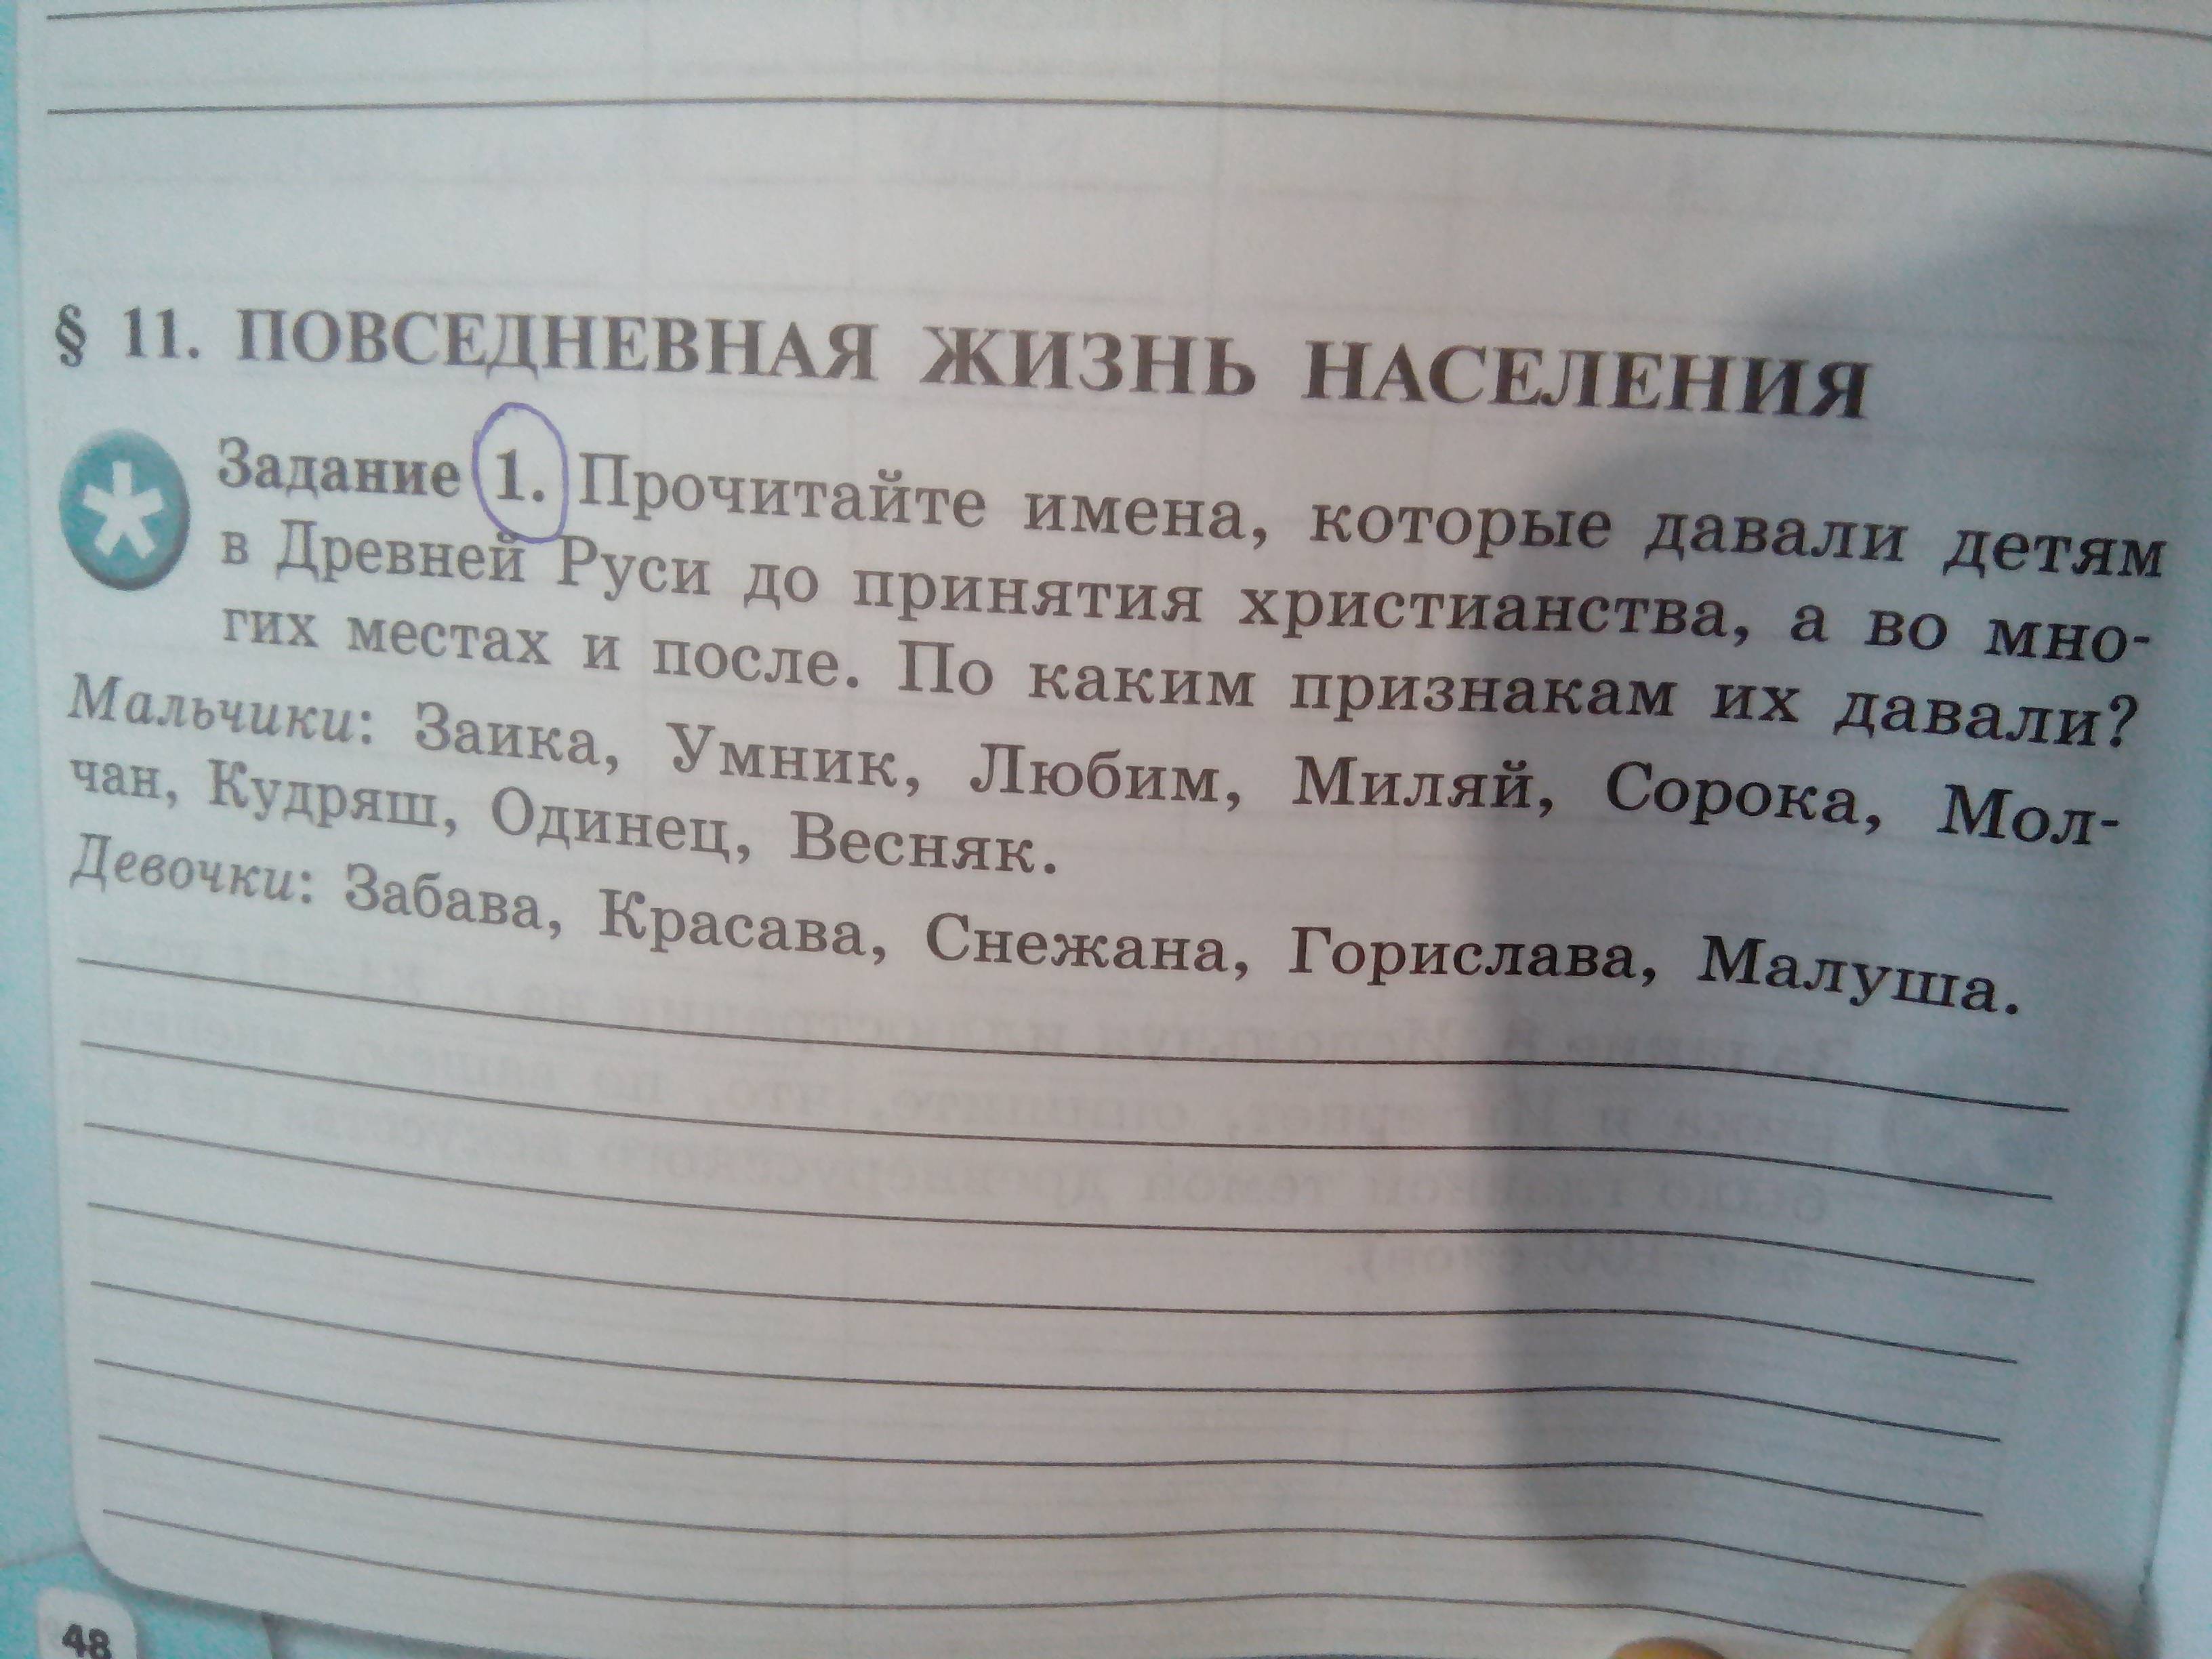 § 11. ПОВСЕДНЕВНАЯ ЖИЗНЬ НАСЕЛЕНИЯ
Задание 1. Прочитайте имена, которые давали детям
в Древней Руси до принятия христианства, а во мно-
гих местах и после. По каким признакам их давали?
Мальчики: Заика, Умник, Любим, Миляй, Сорока, Мол-
чан, Кудряш, Одинец, Весняк.
Девочки: Забава, Красава, Снежана, Горислава, Малуша.
48